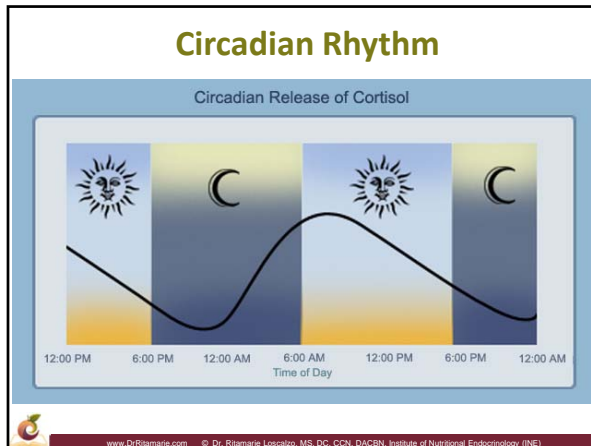 Circadian Rhythm
Circadian Release of Cortisol
12:00 PM 6:00 PM 12:00 AM 6:00 AM 12:00 PM 6:00 PM 12:00 AM
Time of Day
www.DrRitamarie.com © Dr. Ritamarie Loscalzo, MS, DC, CCN, DACBN, Institute of Nutritional Endocrinology (INE)